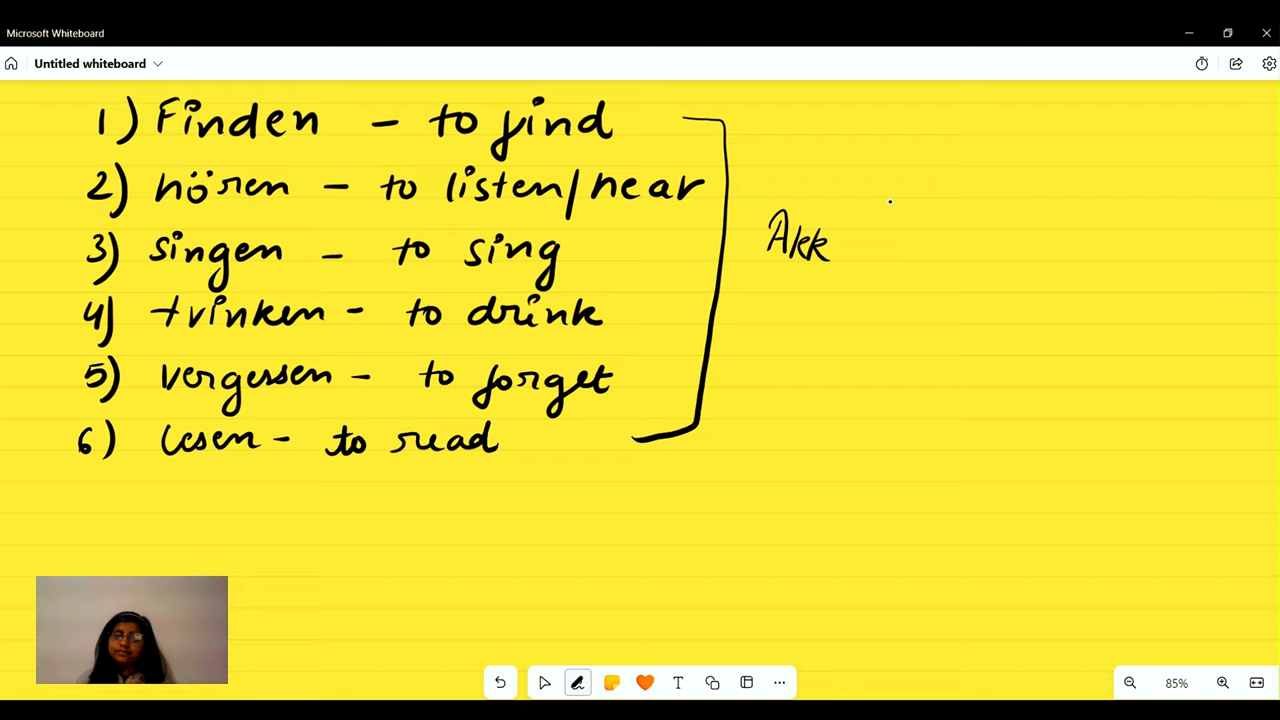 Microsoft Whiteboard
Untitled whiteboard
1) Finden - to find
2) hören - to listen/hear
3) singen - to sing
4) trinken - to drink
5) vergessen - to forget
6) lesen - to read
Akk
85%